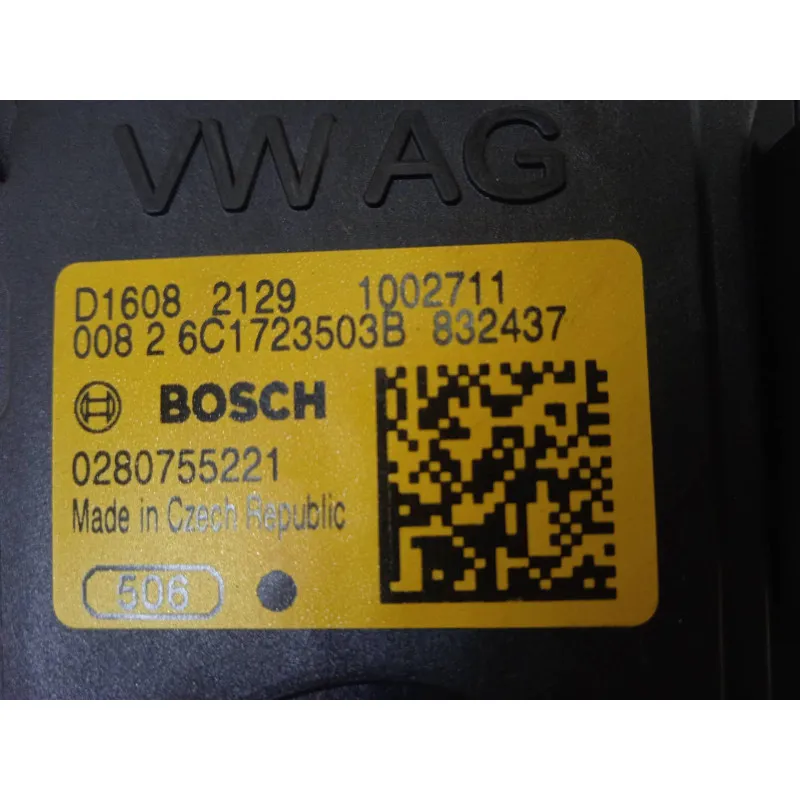 VW AG
D1608 2129 1002711
008 2 6C1723503B 832437
BOSCH
0280755221
Made in Czech Republic
506